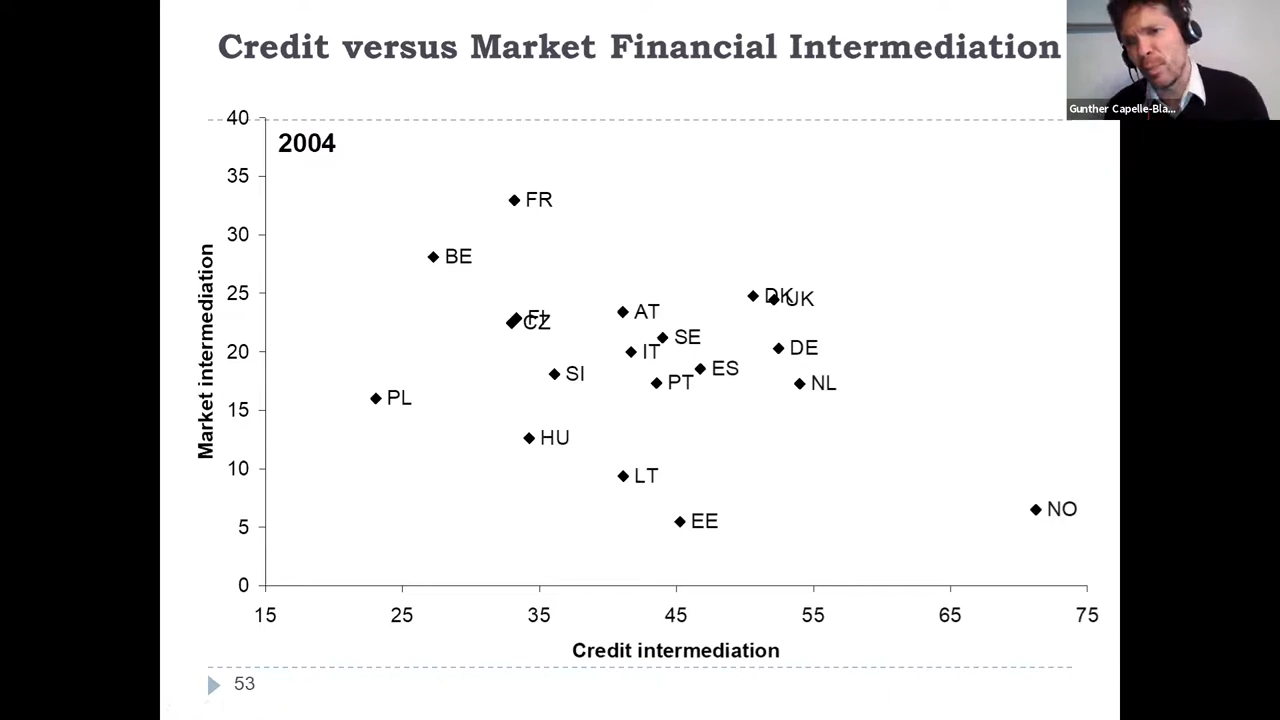 Credit versus Market Financial Intermediation
Gunther Capelle-Bla...
2004
40
35
30
25
20
15
10
5
0
Market intermediation
FR
BE
DK
UK
AT
FI
CZ
SE
IT
DE
ES
SI
PT
NL
PL
HU
LT
EE
NO
15
25
35
45
55
65
75
Credit intermediation
53